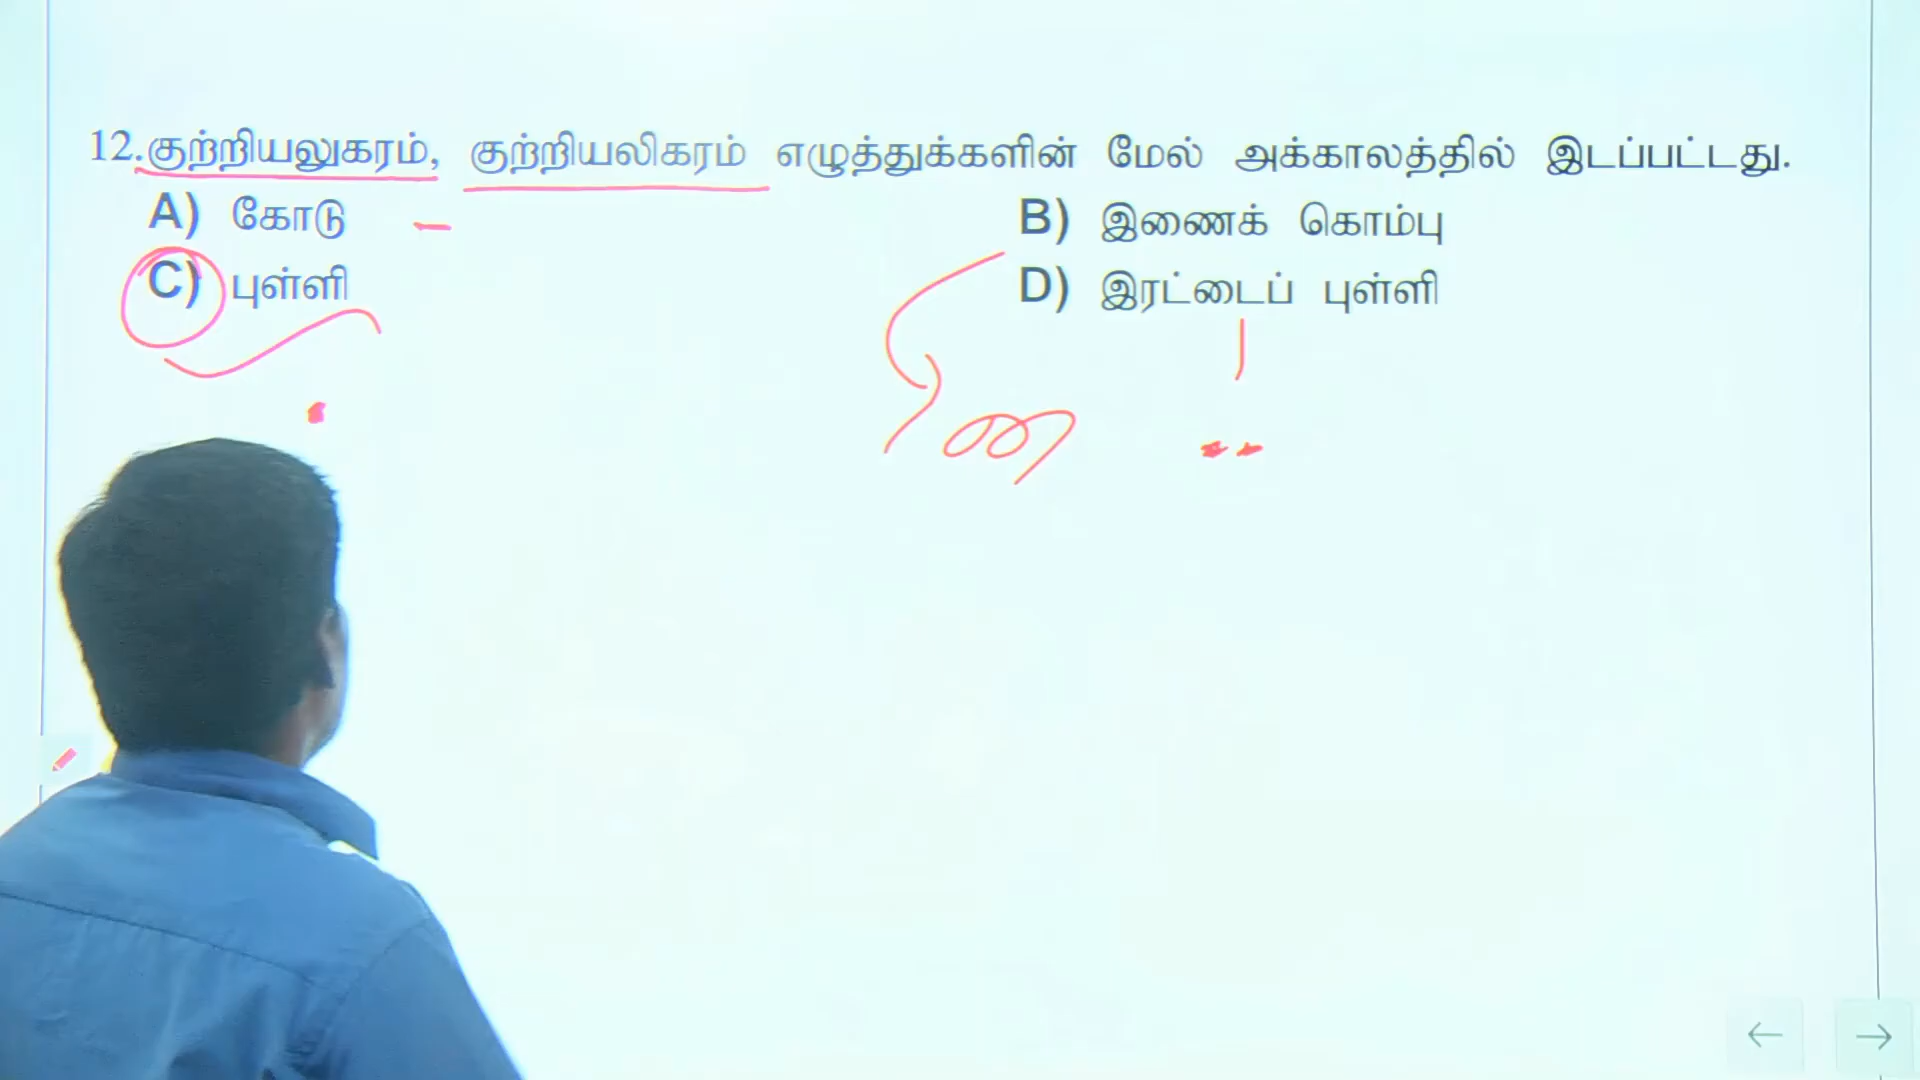 12.குற்றியலுகரம், குற்றியலிகரம் எழுத்துக்களின் மேல் அக்காலத்தில் இடப்பட்டது.
A) கோடு B) இணைக் கொம்பு
C) புள்ளி D) இரட்டைப் புள்ளி